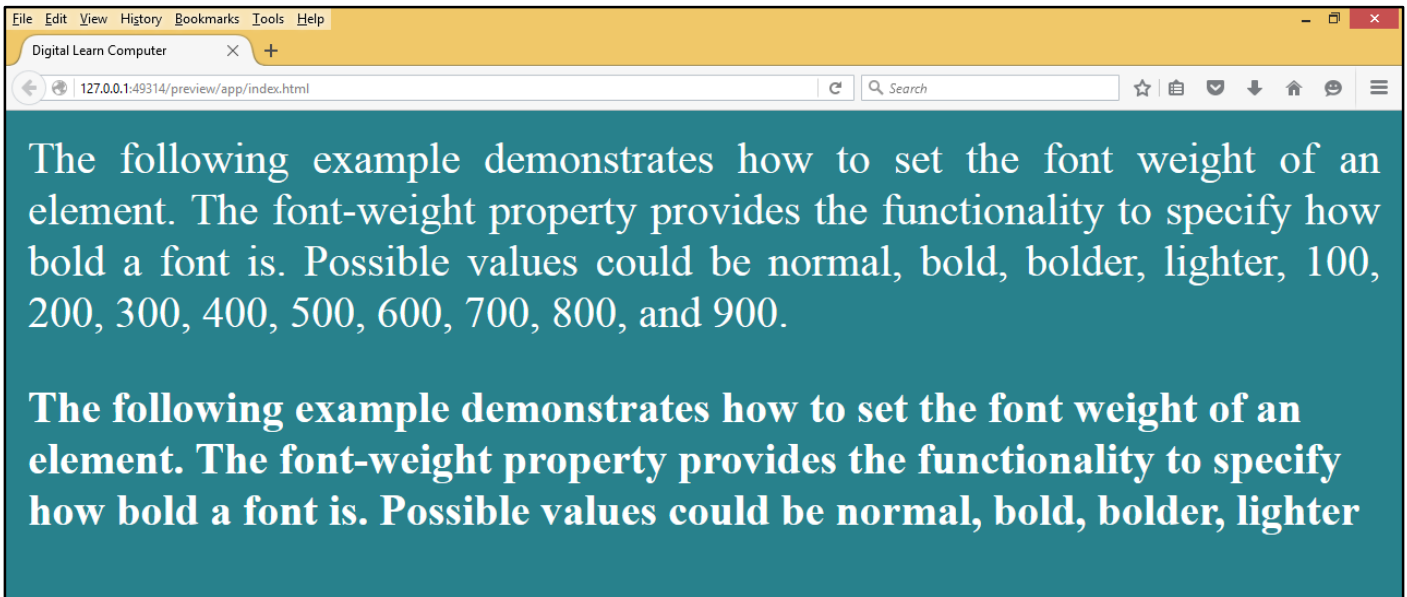 File Edit View History Bookmarks Tools Help
Digital Learn Computer
127.0.0.1:49314/preview/app/index.html
Search
The following example demonstrates how to set the font weight of an
element. The font-weight property provides the functionality to specify how
bold a font is. Possible values could be normal, bold, bolder, lighter, 100,
200, 300, 400, 500, 600, 700, 800, and 900.
The following example demonstrates how to set the font weight of an
element. The font-weight property provides the functionality to specify
how bold a font is. Possible values could be normal, bold, bolder, lighter